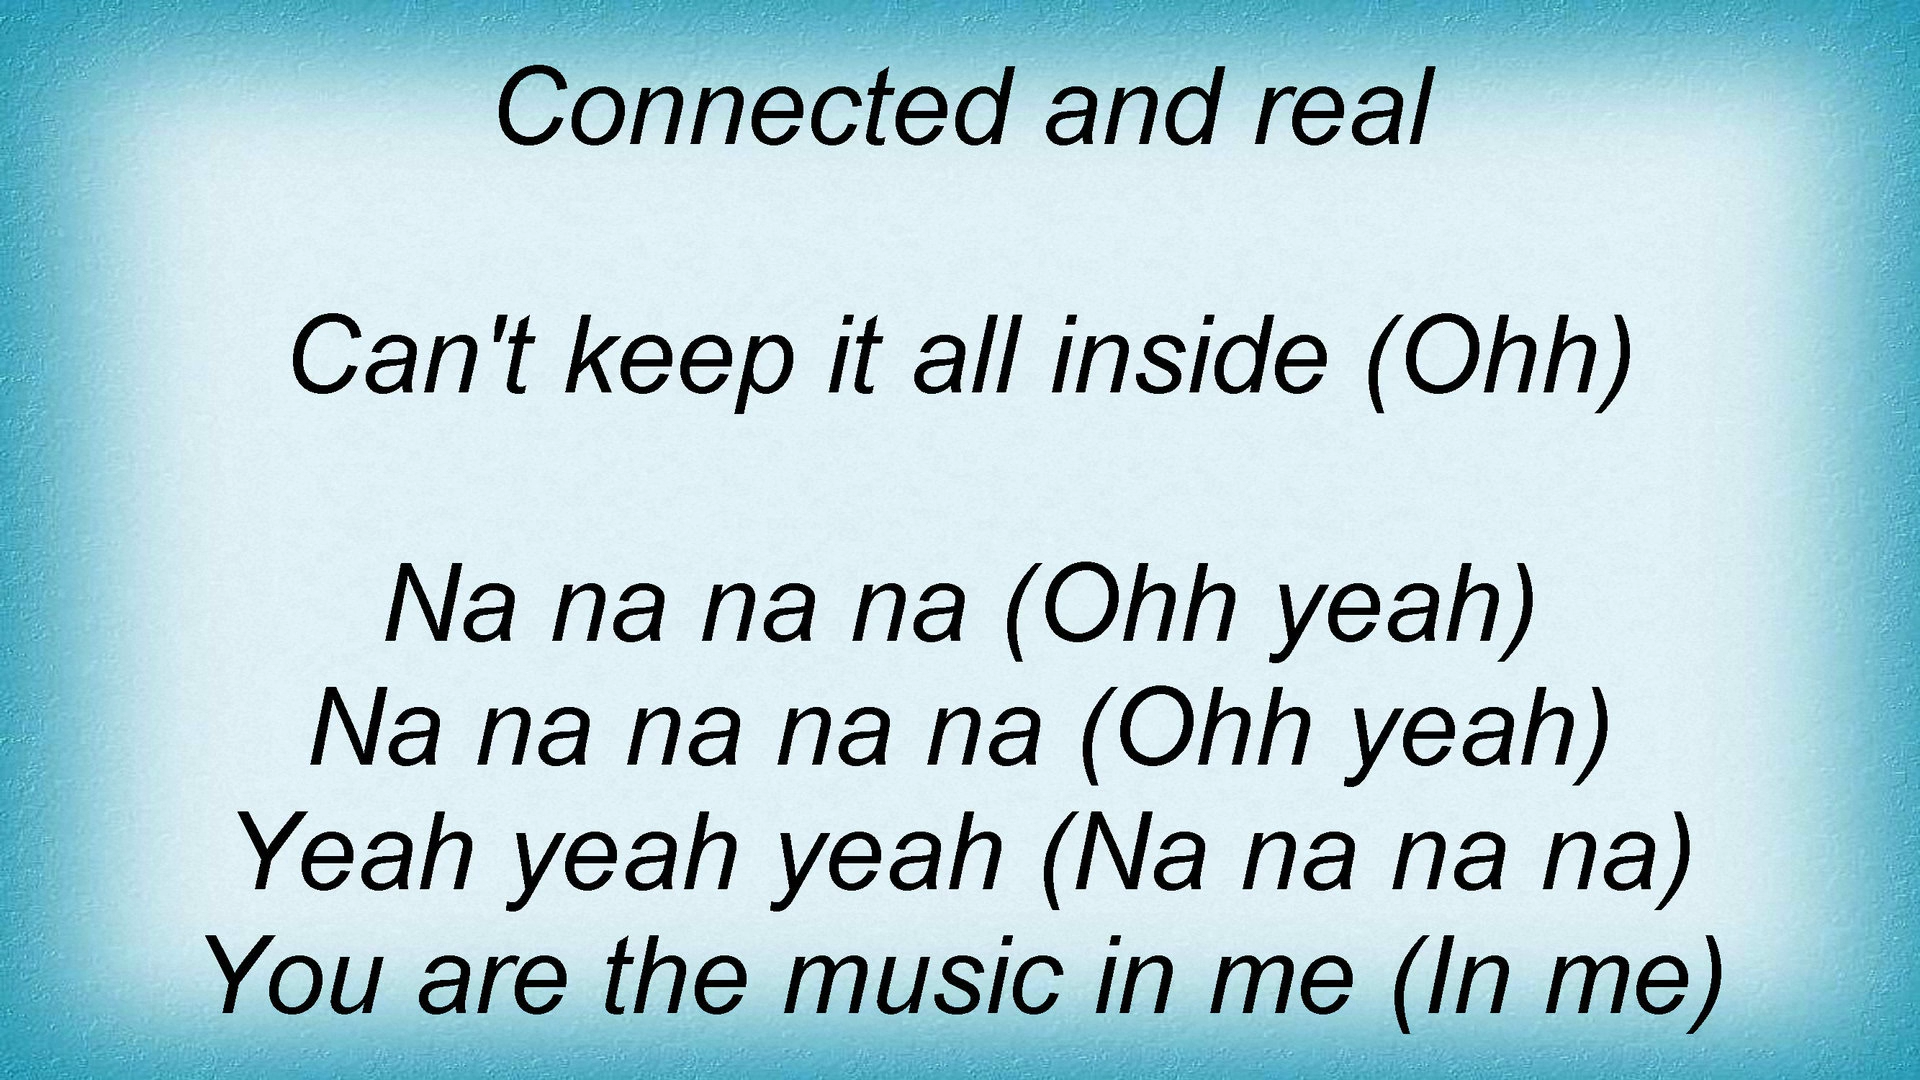 Connected and real
Can't keep it all inside (Ohh)
Na na na na (Ohh yeah)
Na na na na na (Ohh yeah)
Yeah yeah yeah (Na na na na)
You are the music in me (In me)